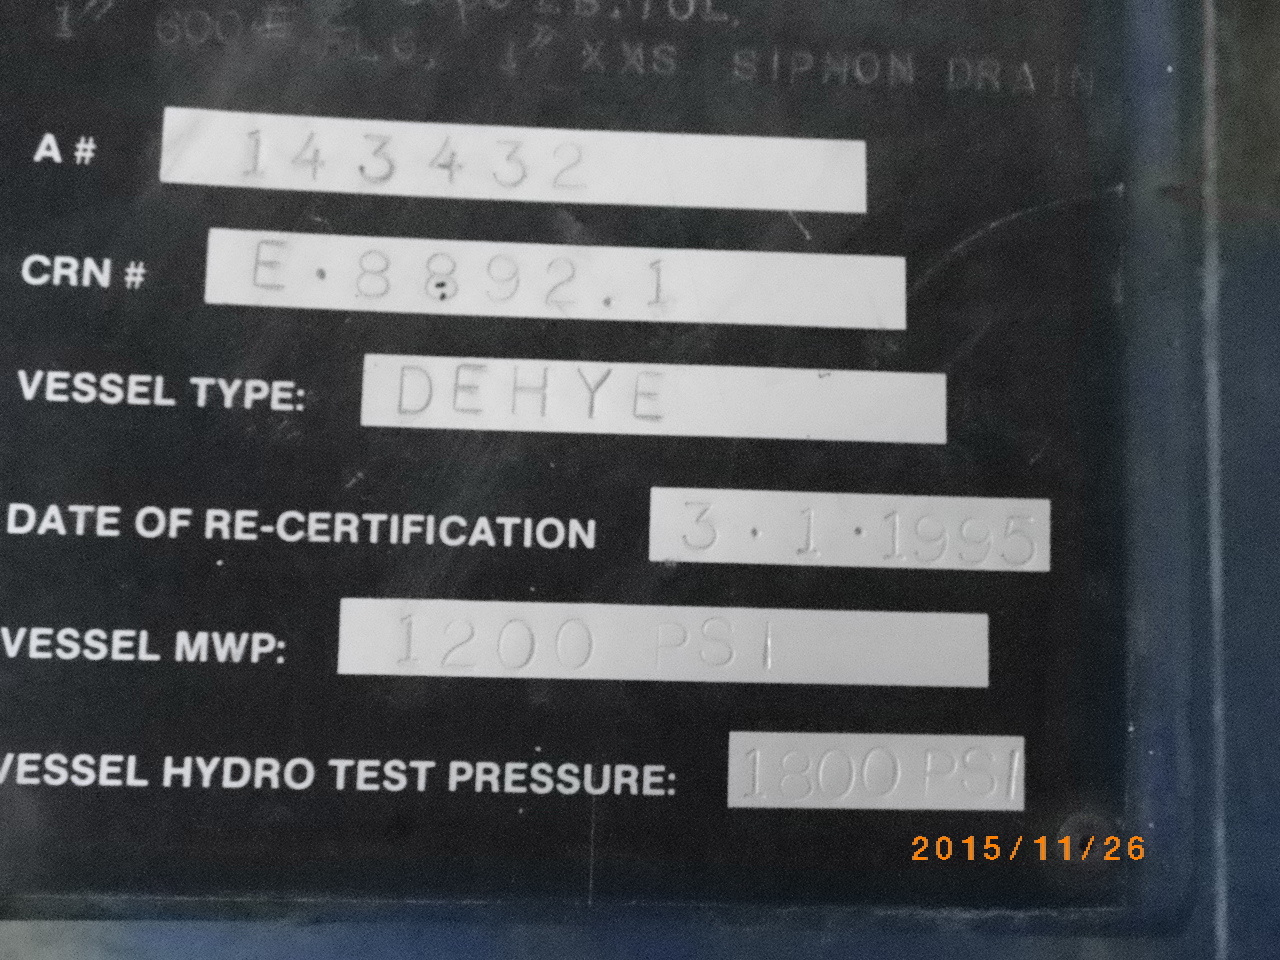 1" 600# FLG, 1" XXS SIPHON DRAIN
A # 143432
CRN # E.8892.1
VESSEL TYPE: DEHYE
DATE OF RE-CERTIFICATION 3.1.1995
VESSEL MWP: 1200 PSI
VESSEL HYDRO TEST PRESSURE: 1800 PSI
2015/11/26